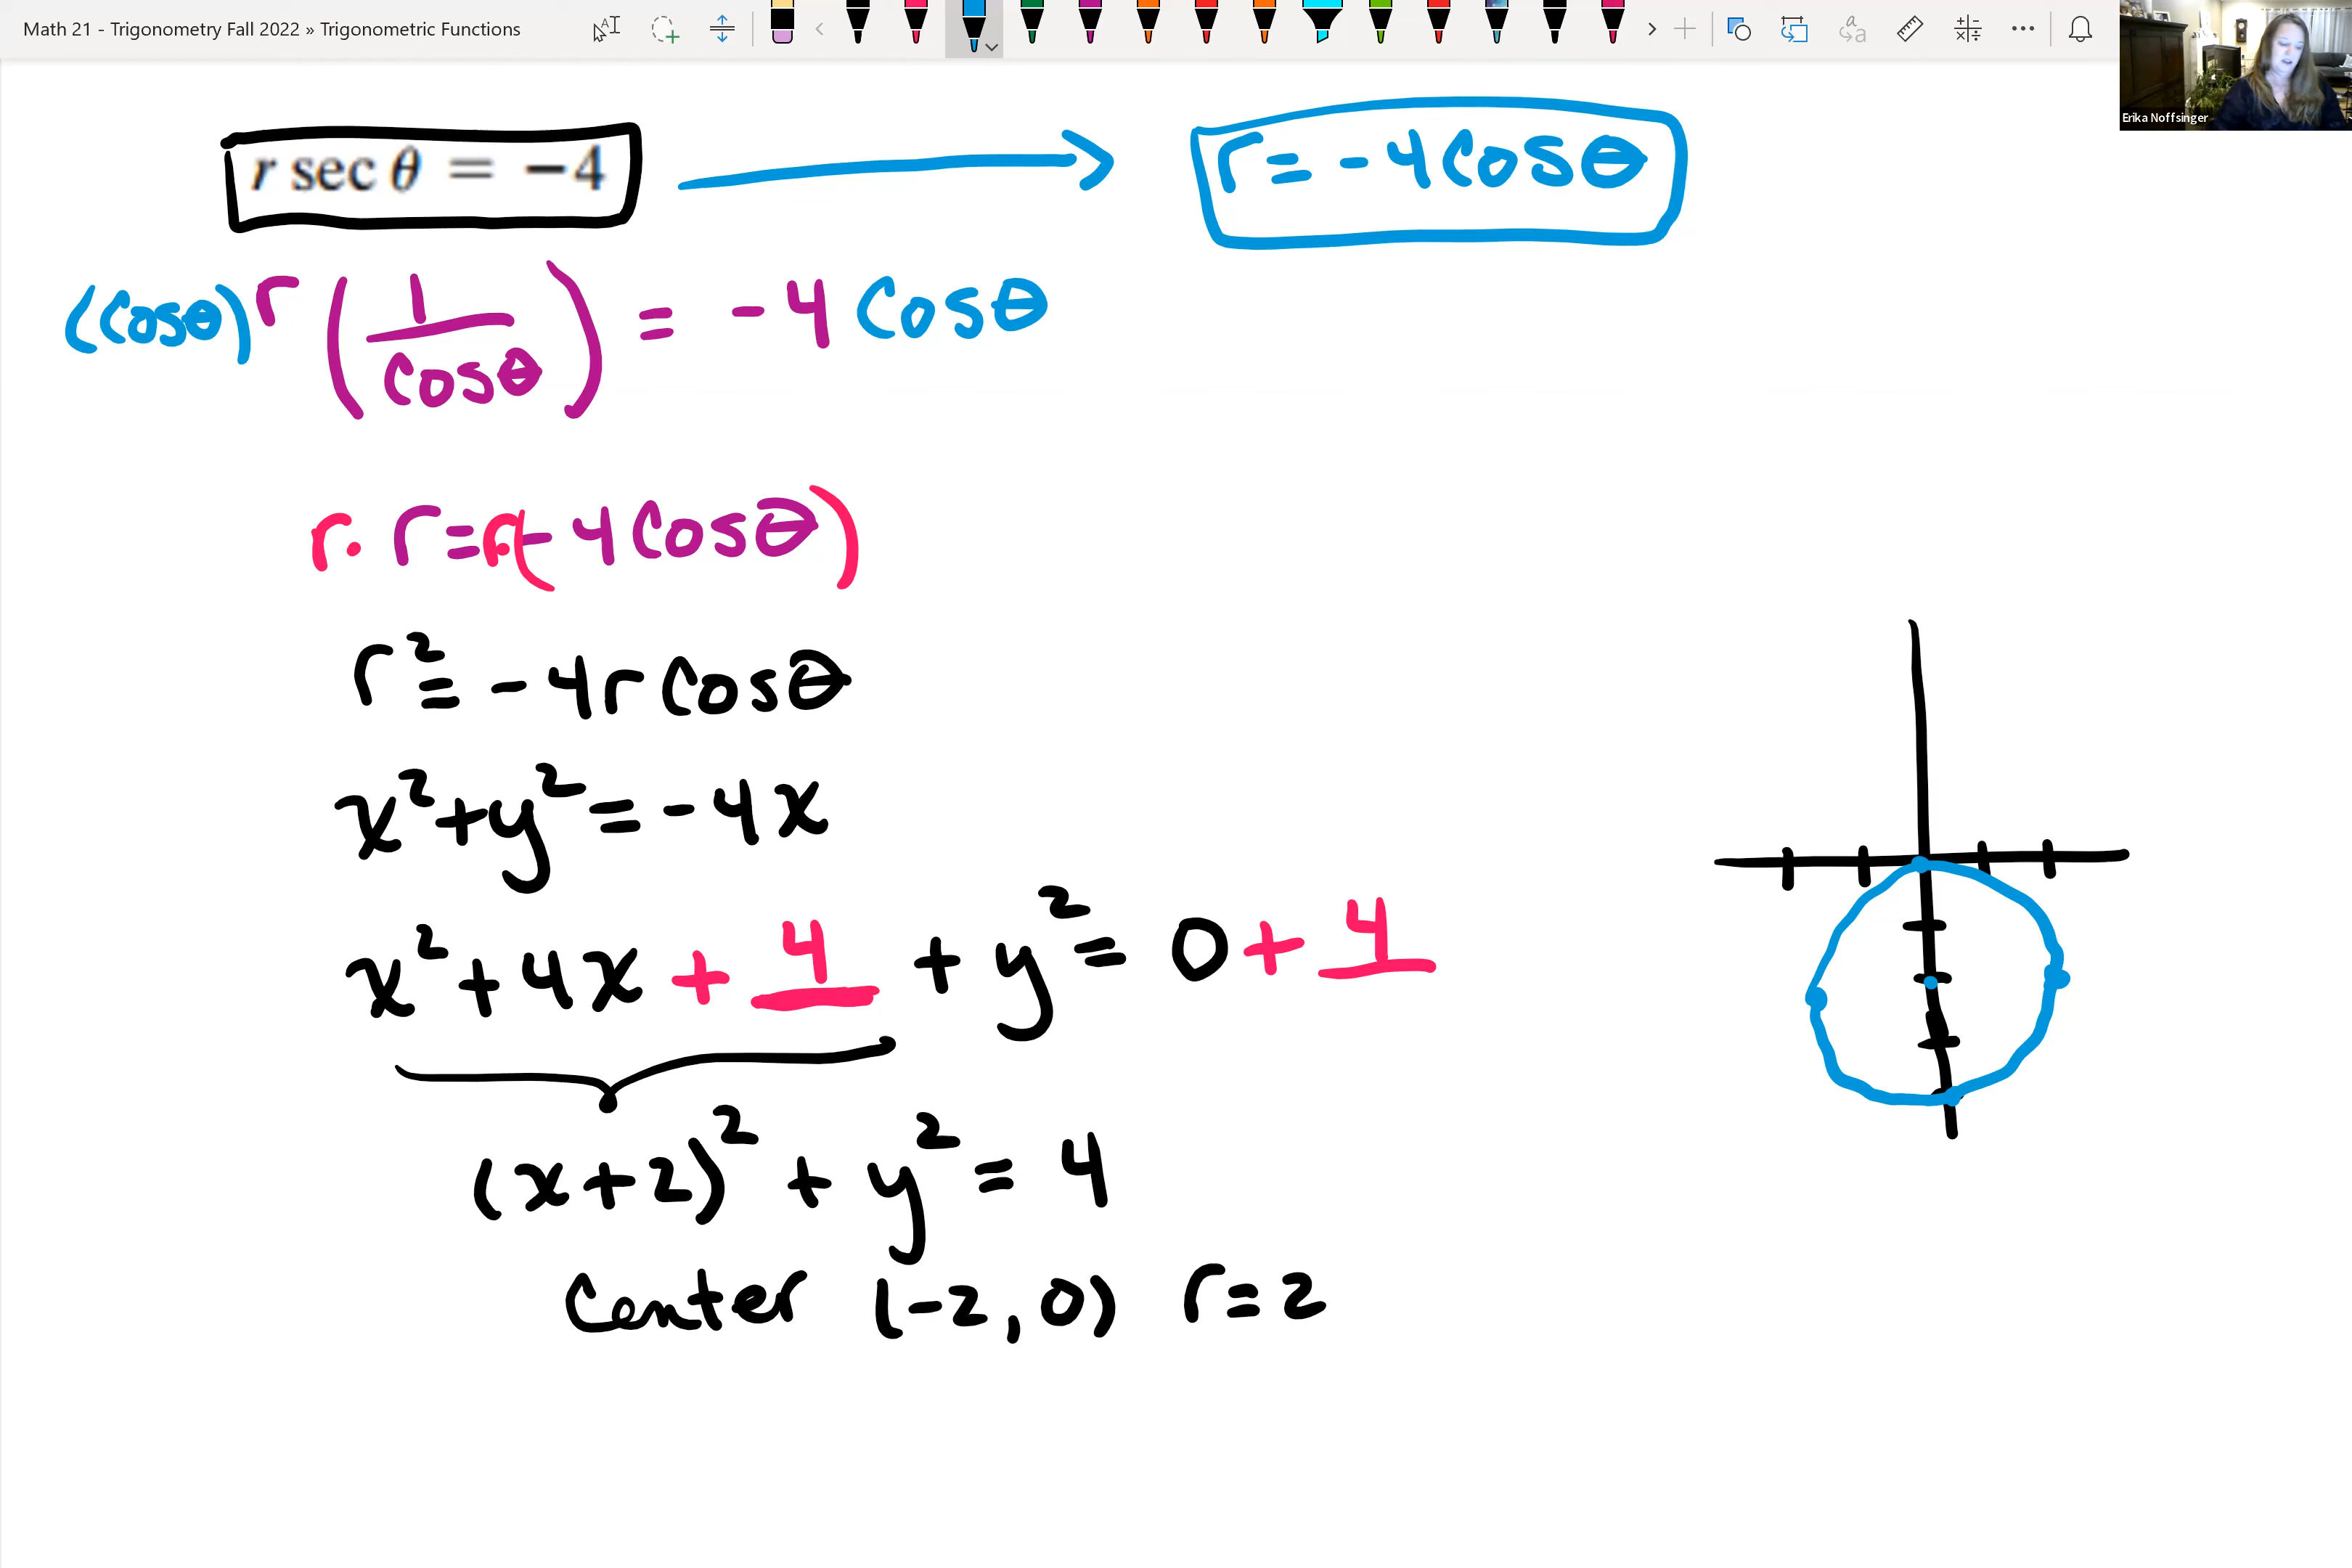 Math 21 - Trigonometry Fall 2022 » Trigonometric Functions
Erika Noffsinger
r sec θ = −4
r = -4 cosθ
(cosθ) r (1/cosθ) = -4 cosθ
r · r = r · (-4 cosθ)
r² = -4r cosθ
x² + y² = -4x
x² + 4x + 4 + y² = 0 + 4
(x+2)² + y² = 4
Center (-2, 0) r = 2